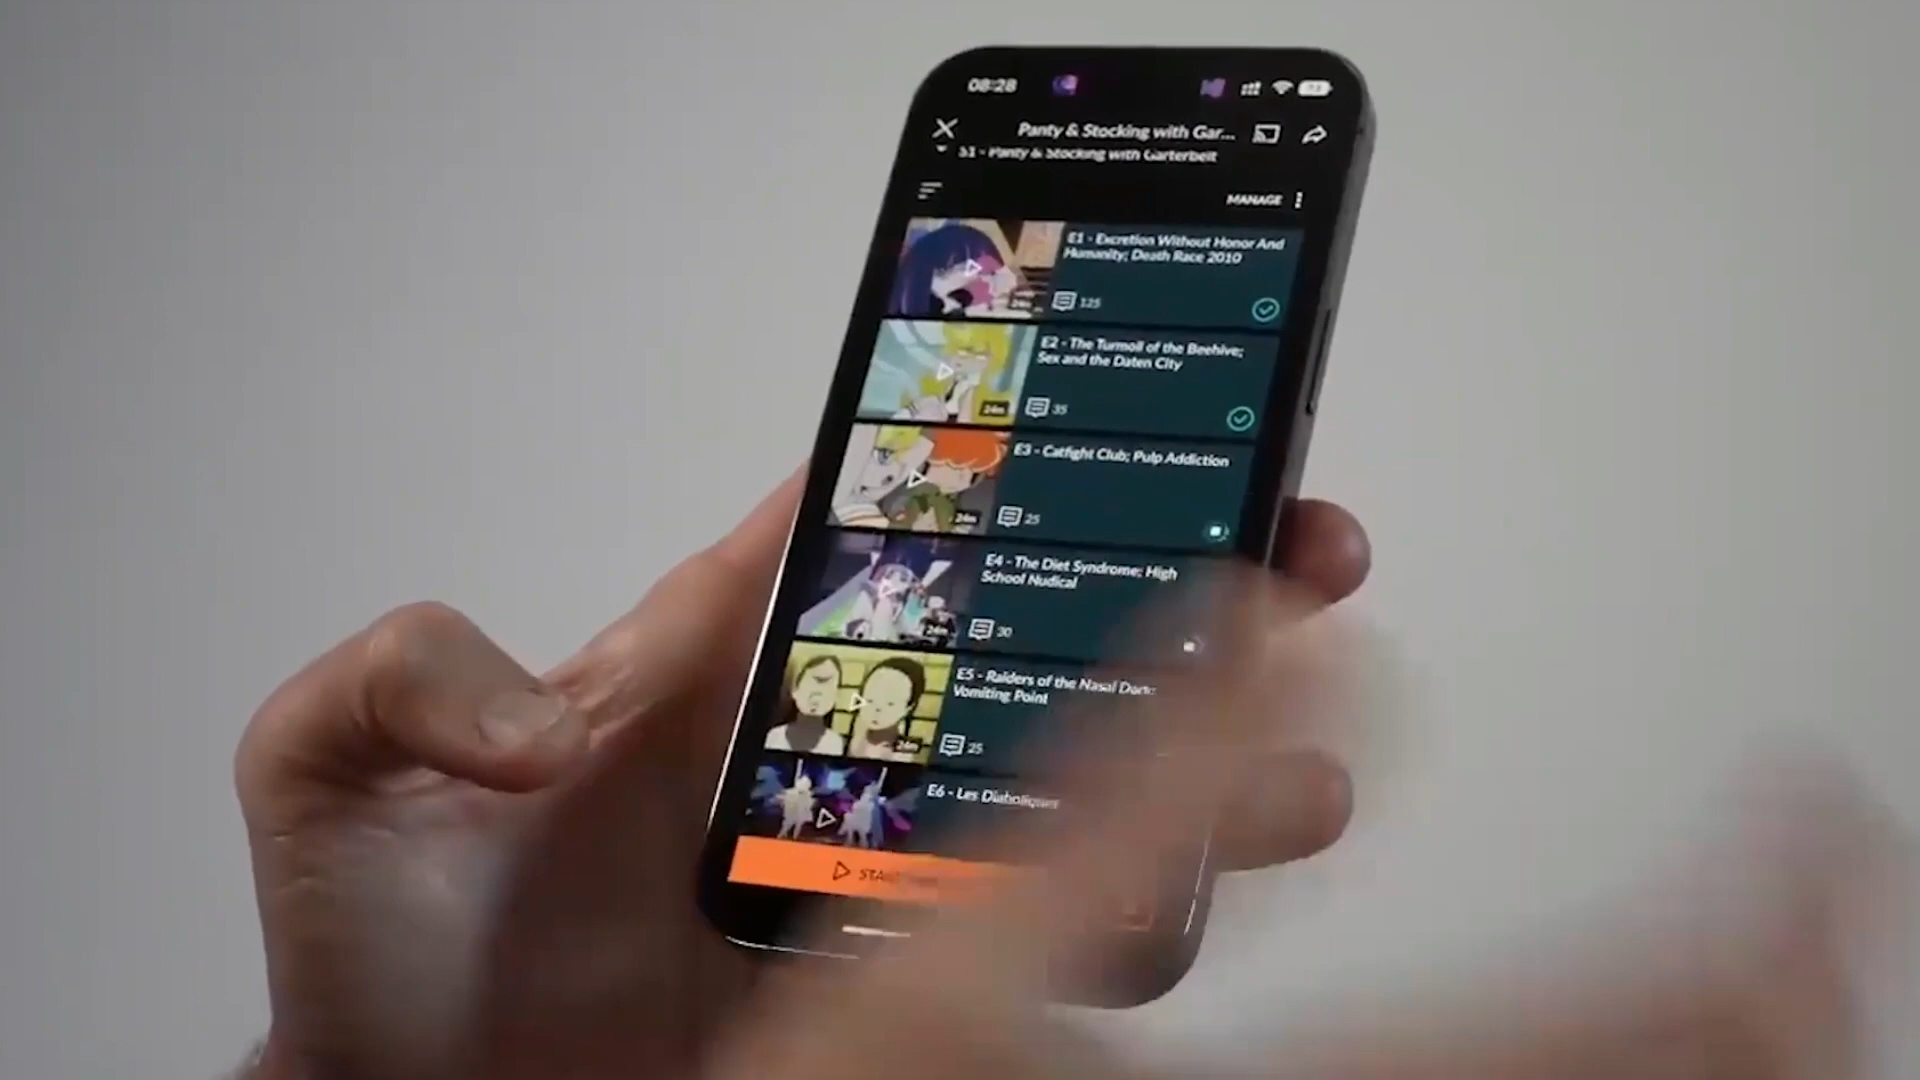 08:28
Panty & Stocking with Gar...
S1 - Panty & Stocking with Garterbelt
MANAGE
E1 - Excretion Without Honor And
Humanity; Death Race 2010
24m
125
E2 - The Turmoil of the Beehive;
Sex and the Daten City
24m
35
E3 - Catfight Club; Pulp Addiction
24m
25
E4 - The Diet Syndrome; High
School Nudical
24m
30
E5 - Raiders of the Nasal
Vomiting Point
24m
25
E6 - Les Diaboliques